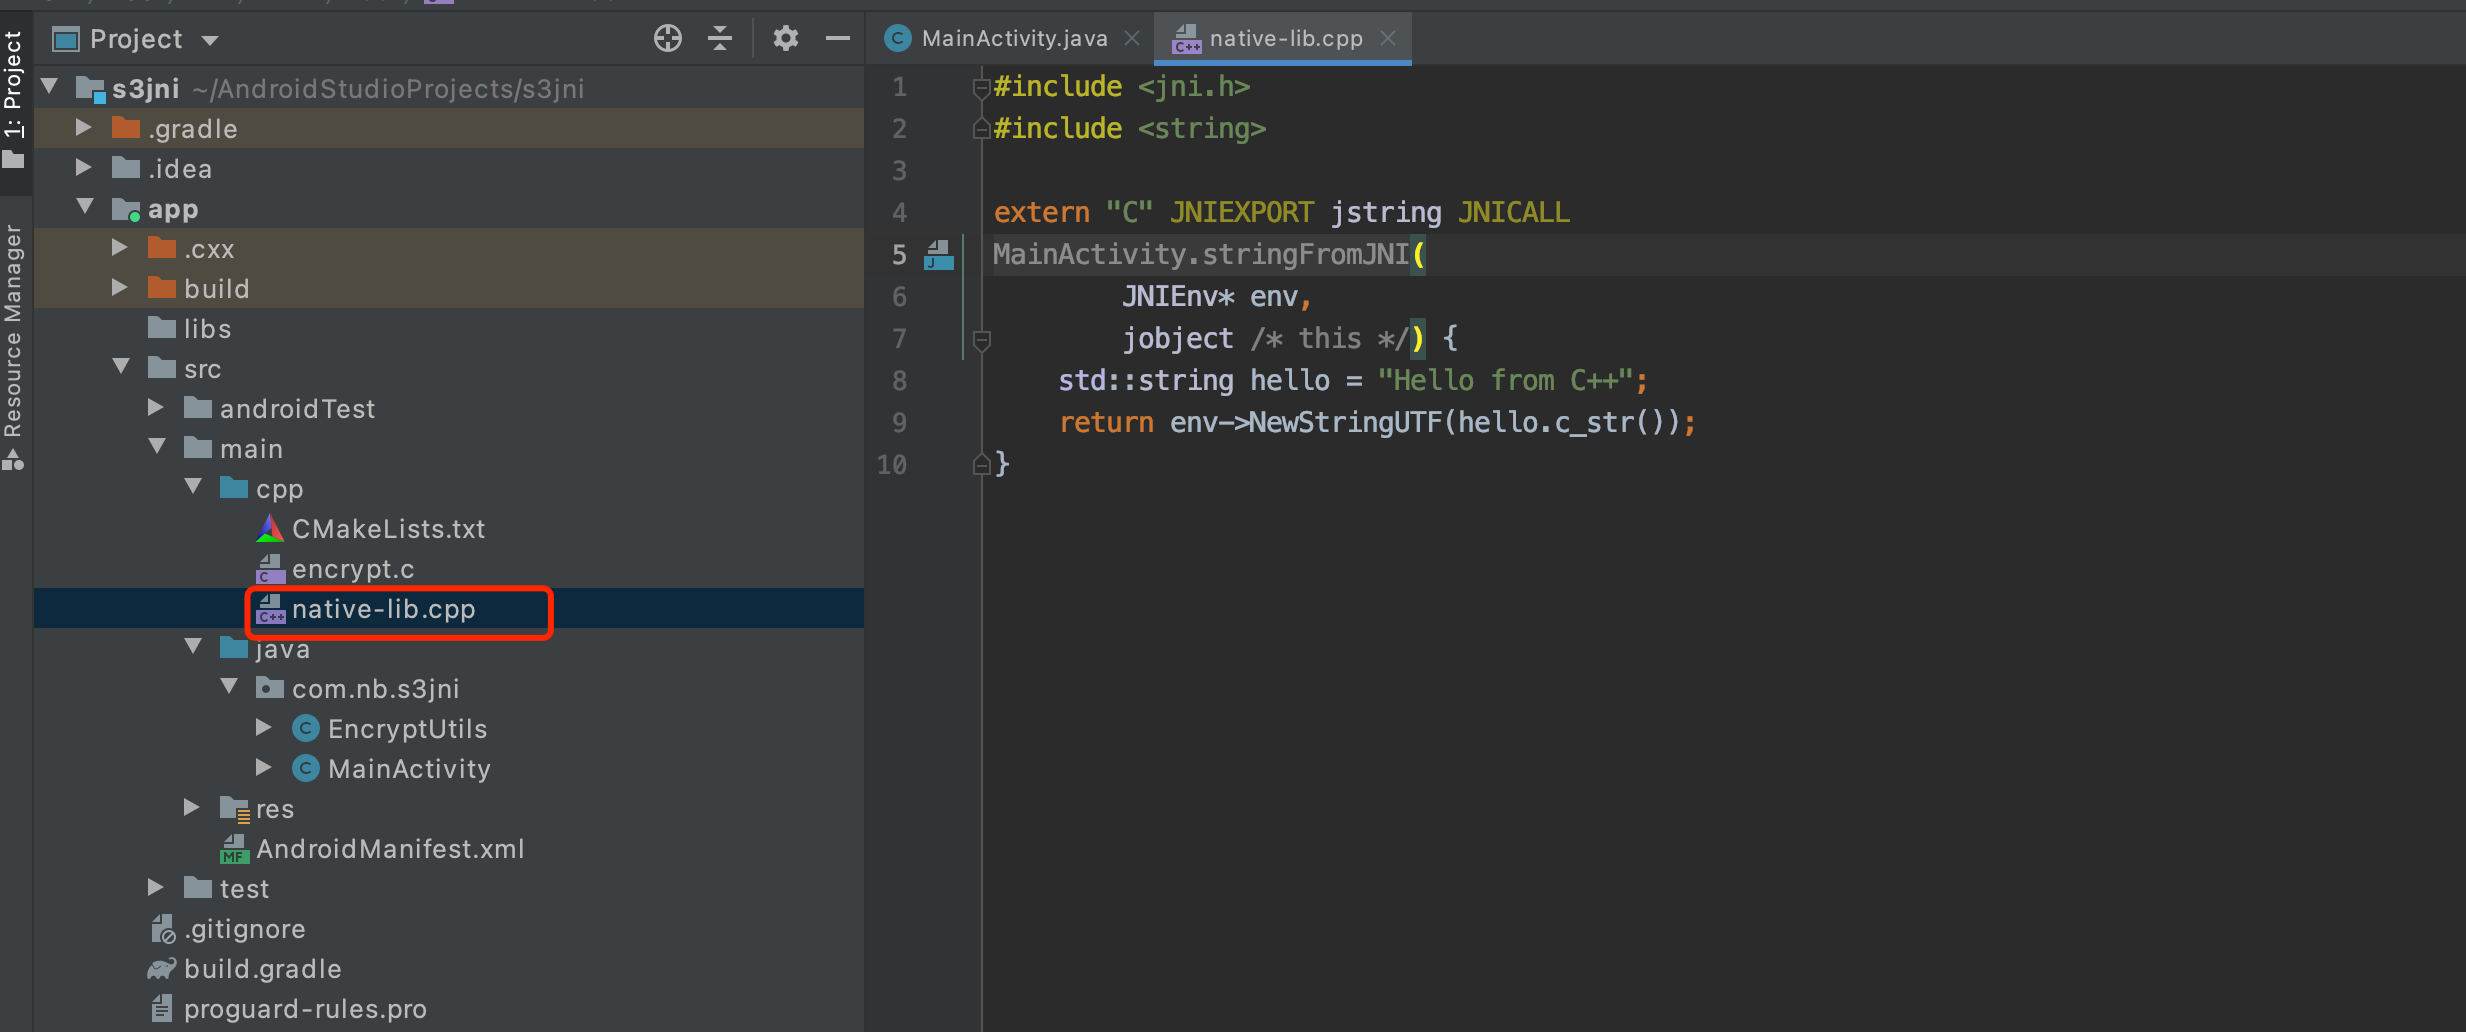 1: Project
Resource Manager
Project
s3jni ~/AndroidStudioProjects/s3jni
.gradle
.idea
app
.cxx
build
libs
src
androidTest
main
cpp
CMakeLists.txt
encrypt.c
native-lib.cpp
java
com.nb.s3jni
EncryptUtils
MainActivity
res
AndroidManifest.xml
test
.gitignore
build.gradle
proguard-rules.pro
MainActivity.java native-lib.cpp
1 #include <jni.h>
2 #include <string>
3
4 extern "C" JNIEXPORT jstring JNICALL
5 MainActivity.stringFromJNI(
6 JNIEnv* env,
7 jobject /* this */) {
8 std::string hello = "Hello from C++";
9 return env->NewStringUTF(hello.c_str());
10 }